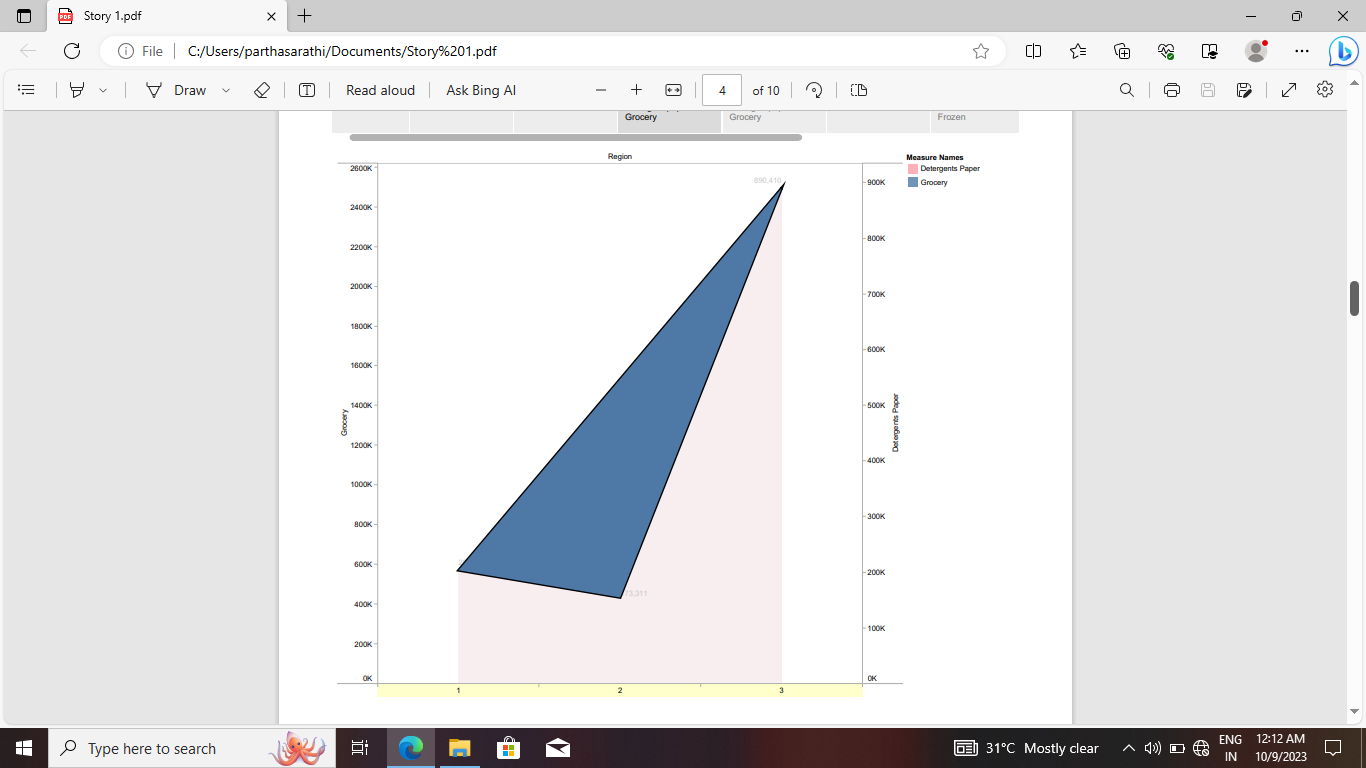 Story 1.pdf
File
C:/Users/parthasarathi/Documents/Story%201.pdf
Draw
Read aloud
Ask Bing AI
4 of 10
Grocery
Grocery
Frozen
Region
Measure Names
Detergents Paper
Grocery
2600K
2400K
2200K
2000K
1800K
1600K
1400K
1200K
1000K
800K
600K
400K
200K
0K
Grocery
890,410
73,311
900K
800K
700K
600K
500K
400K
300K
200K
100K
0K
Detergents Paper
1
2
3
Type here to search
31°C Mostly clear
ENG
IN
12:12 AM
10/9/2023